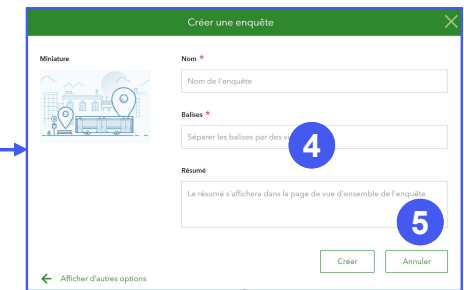 Créer une enquête
Miniature
Nom *
Nom de l'enquête
Balises *
Séparer les balises par des
4
Résumé
Le résumé s'affichera dans la page de vue d'ensemble de l'enquête
5
Créer
Annuler
Afficher d'autres options